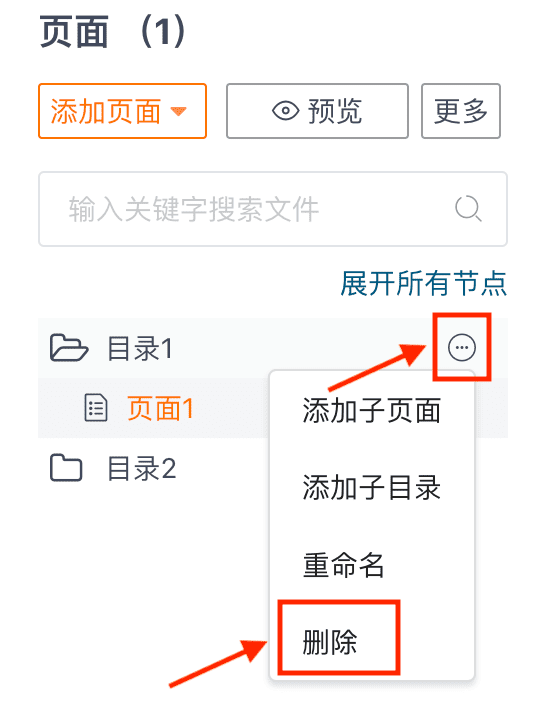 页面 （1）
添加页面 预览 更多
输入关键字搜索文件
展开所有节点
目录1
页面1
添加子页面
目录2
添加子目录
重命名
删除